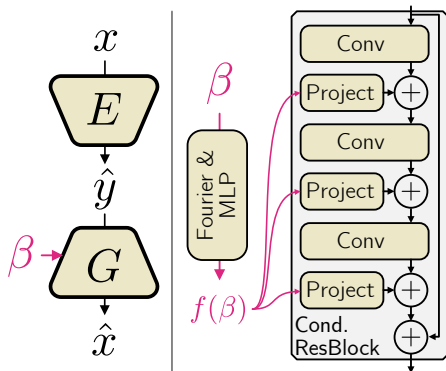 x
E
ŷ
β
G
x̂
β
Fourier &
MLP
f(β)
Conv
Project
+
Conv
Project
+
Conv
Project
+
Cond.
ResBlock
+